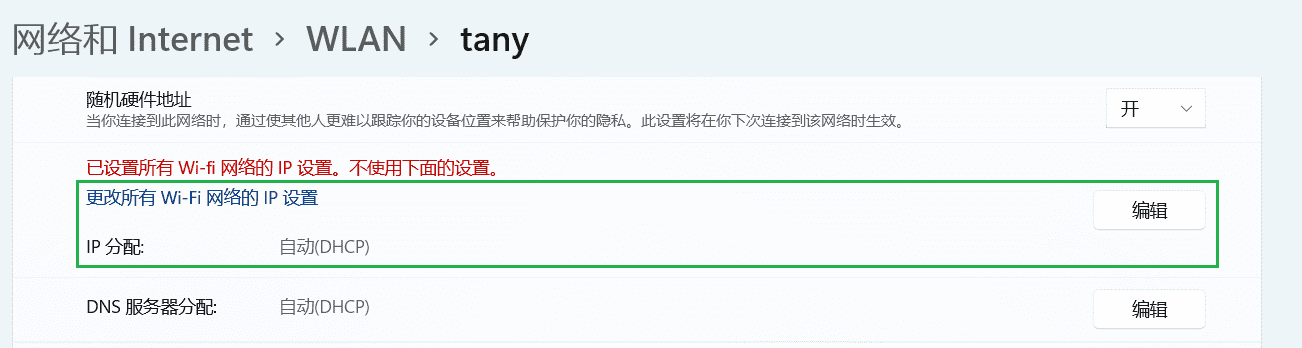 网络和 Internet › WLAN › tany
随机硬件地址
当你连接到此网络时，通过使其他人更难以跟踪你的设备位置来帮助保护你的隐私。此设置将在你下次连接到该网络时生效。
开
已设置所有 Wi-fi 网络的 IP 设置。不使用下面的设置。
更改所有 Wi-Fi 网络的 IP 设置
编辑
IP 分配: 自动(DHCP)
DNS 服务器分配: 自动(DHCP)
编辑